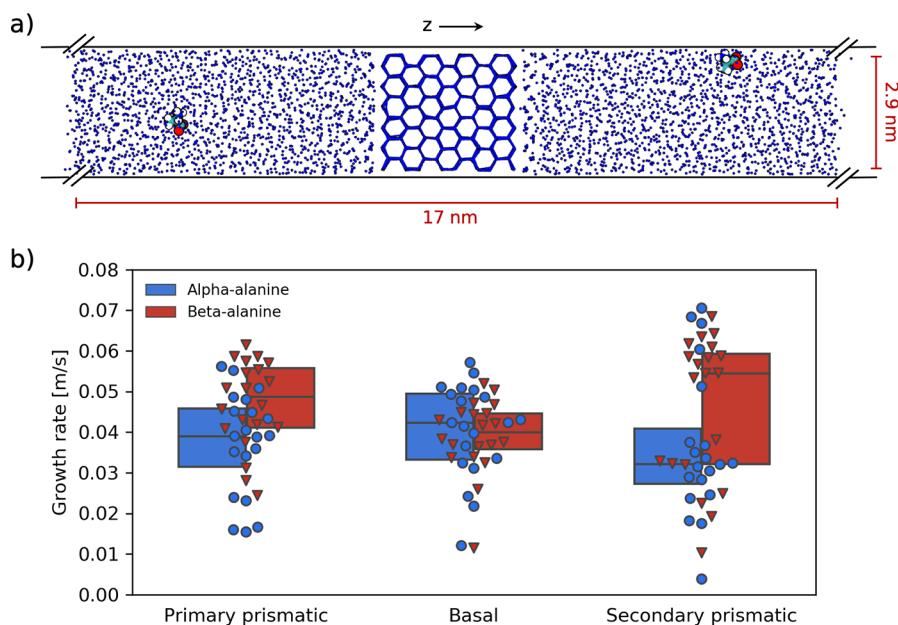 a)
z
2.9 nm
17 nm
b)
0.08
0.07
0.06
0.05
0.04
0.03
0.02
0.01
0.00
Growth rate [m/s]
Alpha-alanine
Beta-alanine
Primary prismatic
Basal
Secondary prismatic